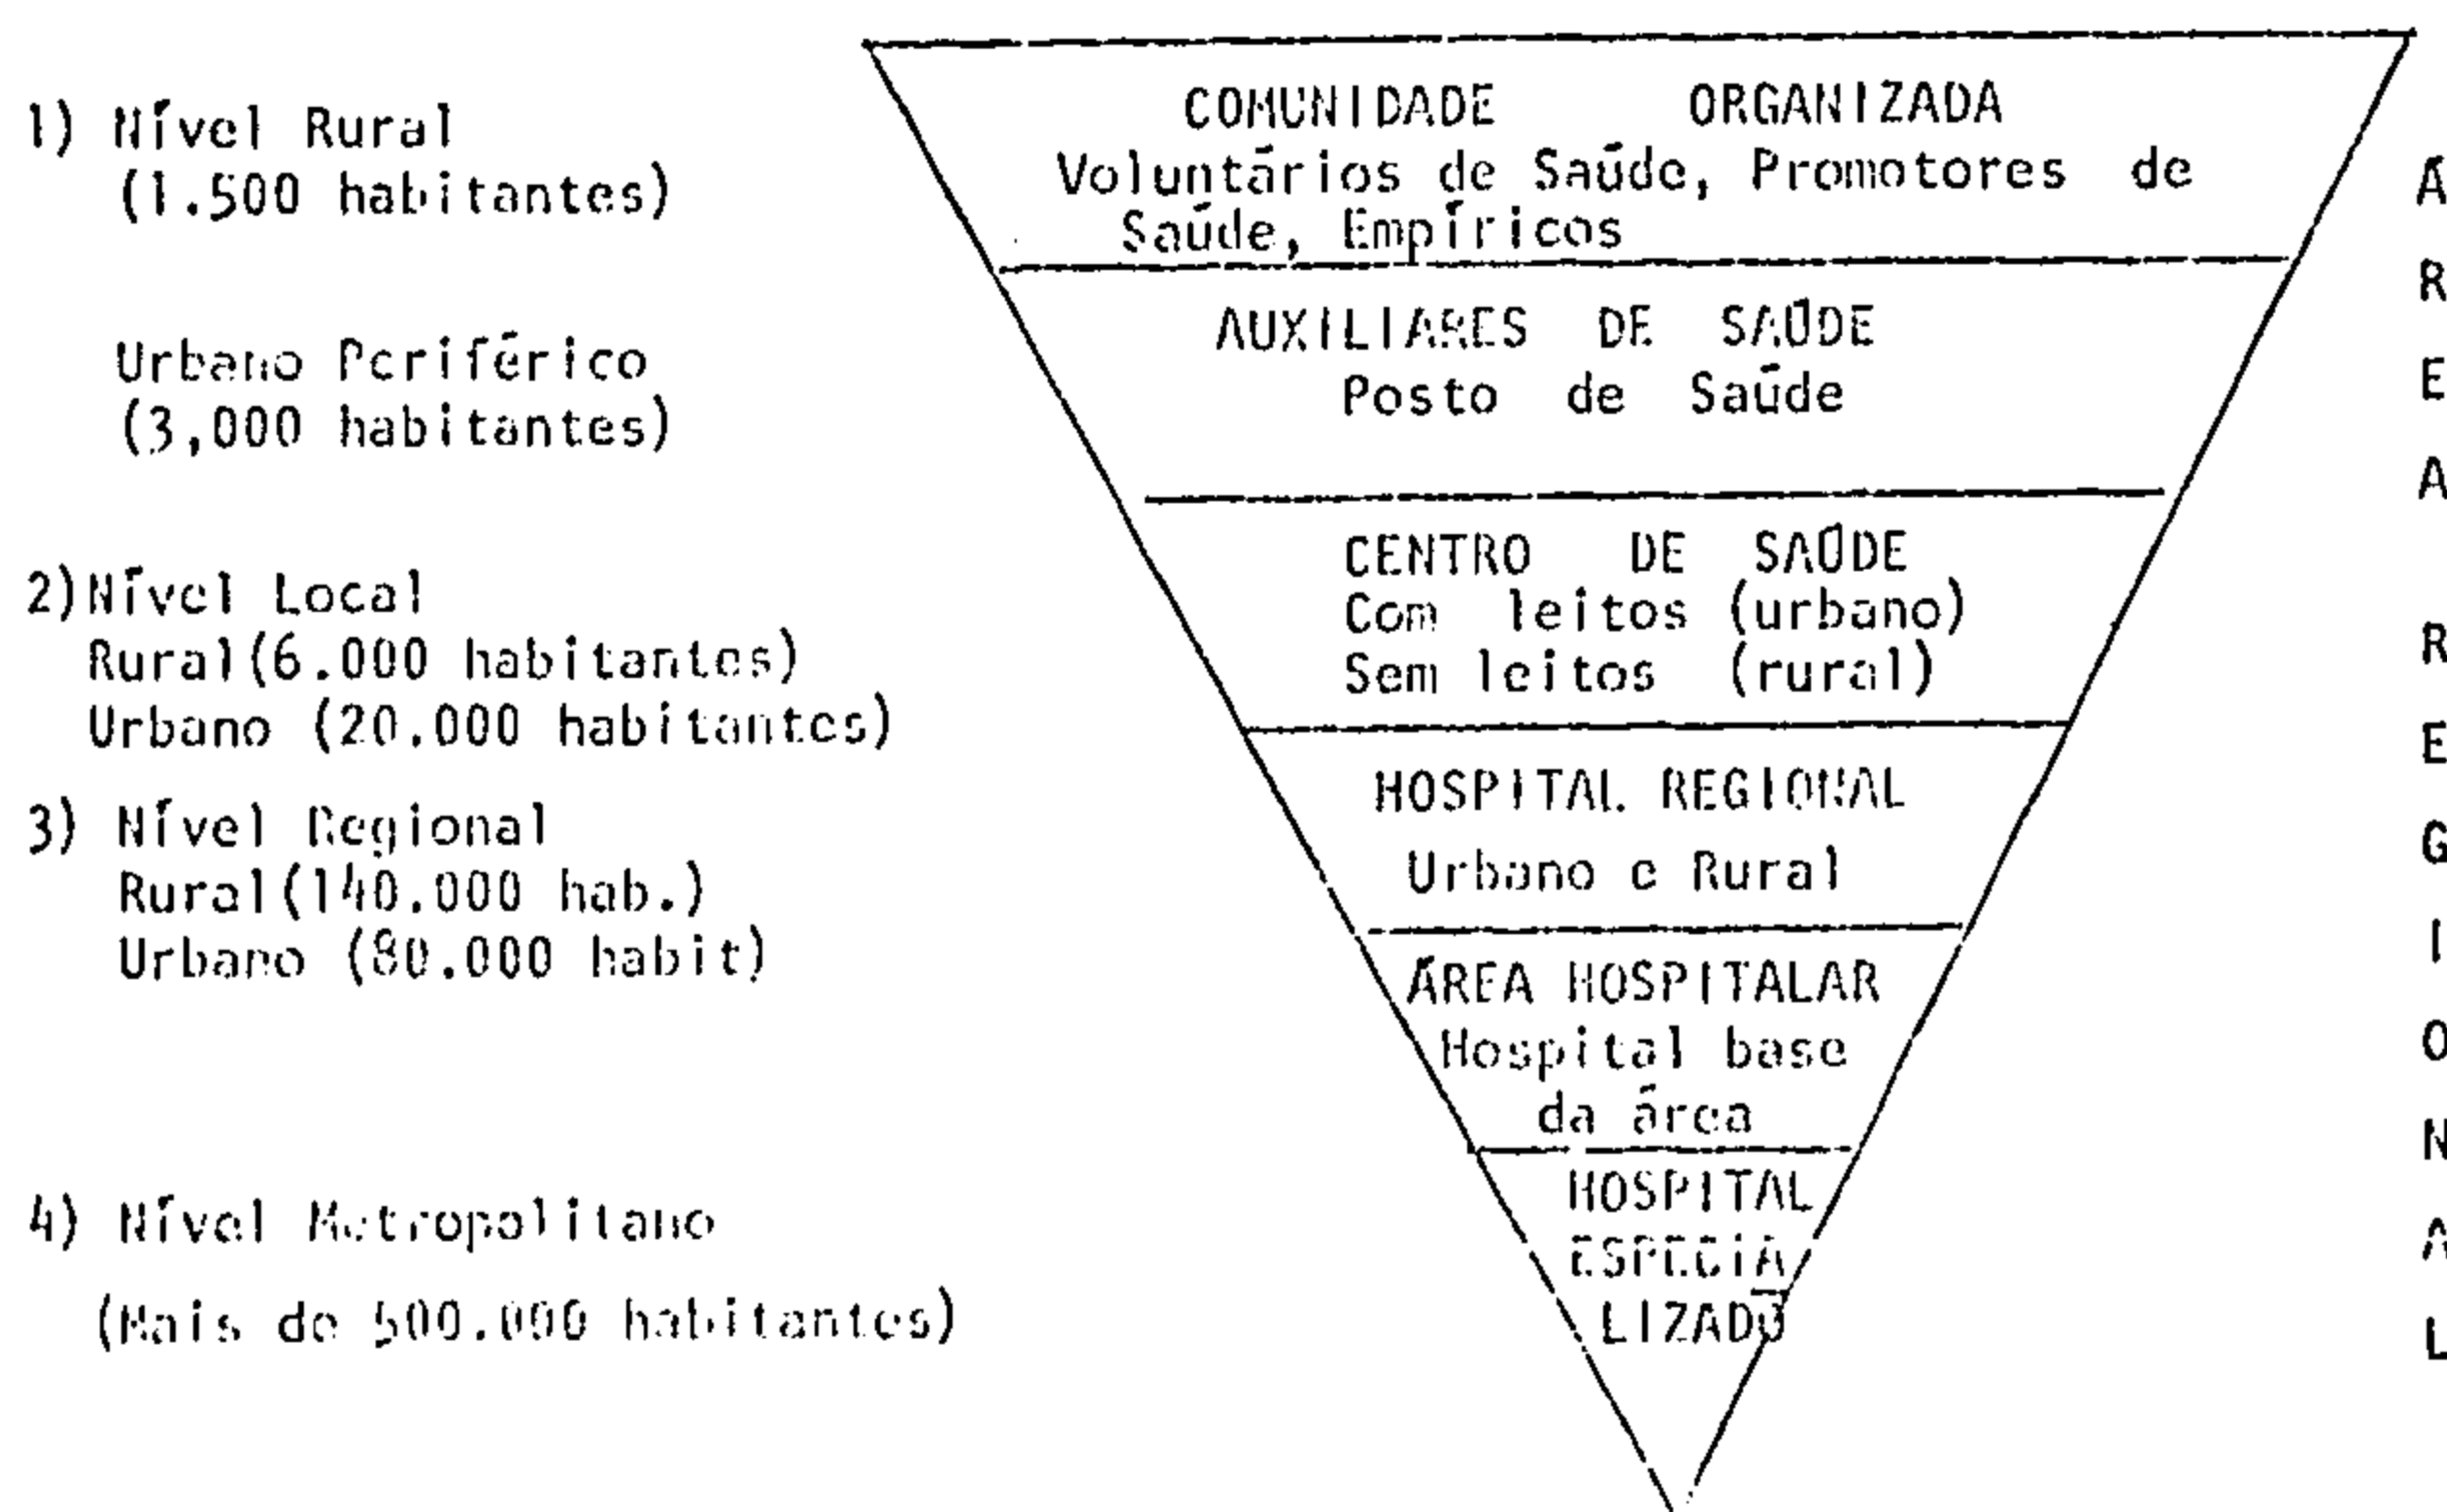 1) Nível Rural
(1.500 habitantes)
Urbano Periférico
(3,000 habitantes)
2)Nível Local
Rural(6.000 habitantes)
Urbano (20.000 habitantes)
3) Nível Regional
Rural(140.000 hab.)
Urbano (80.000 habit)
4) Nível Metropolitano
(Mais de 500.000 habitantes)
COMUNIDADE ORGANIZADA
Voluntários de Saúde, Promotores de
Saúde, Empíricos
AUXILIARES DE SAÚDE
Posto de Saúde
CENTRO DE SAÚDE
Com leitos (urbano)
Sem leitos (rural)
HOSPITAL REGIONAL
Urbano e Rural
ÁREA HOSPITALAR
Hospital base
da área
HOSPITAL
ESPECIA
LIZADO
Á
R
E
A
R
E
G
I
O
N
A
L